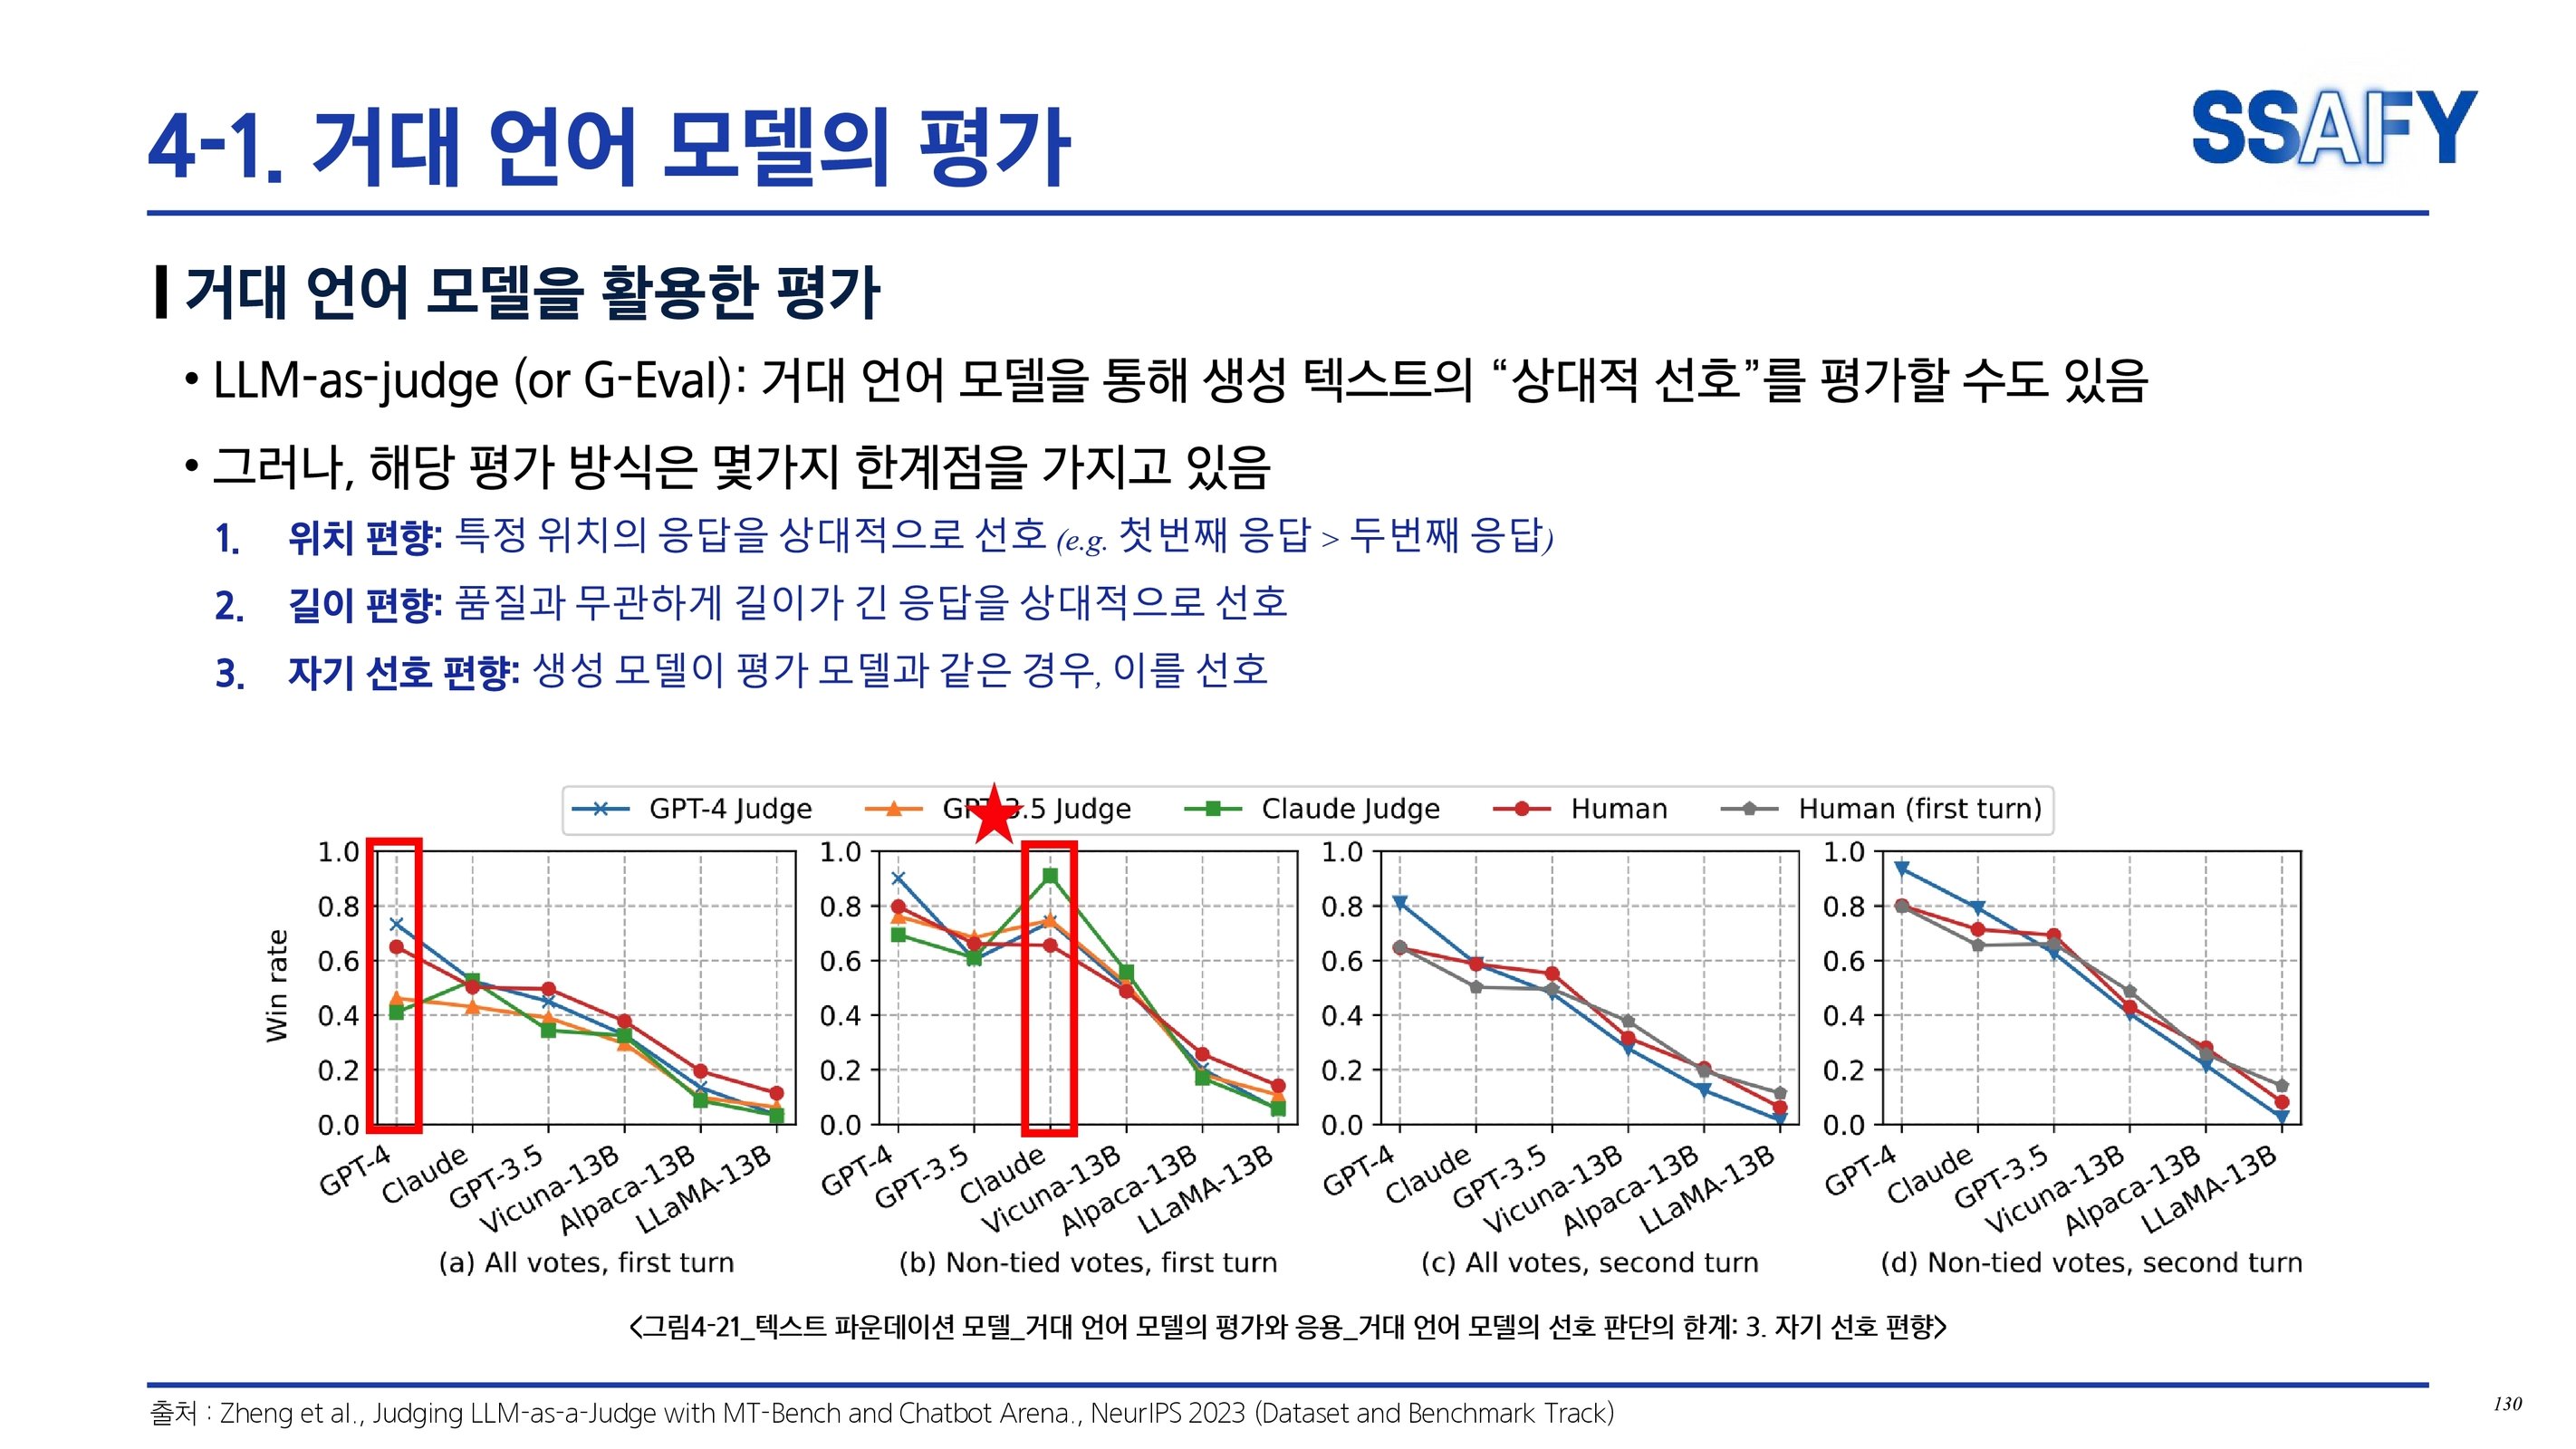 4-1. 거대 언어 모델의 평가
SSAFY
거대 언어 모델을 활용한 평가
• LLM-as-judge (or G-Eval): 거대 언어 모델을 통해 생성 텍스트의 “상대적 선호”를 평가할 수도 있음
• 그러나, 해당 평가 방식은 몇가지 한계점을 가지고 있음
1. 위치 편향: 특정 위치의 응답을 상대적으로 선호 (e.g. 첫번째 응답 > 두번째 응답)
2. 길이 편향: 품질과 무관하게 길이가 긴 응답을 상대적으로 선호
3. 자기 선호 편향: 생성 모델이 평가 모델과 같은 경우, 이를 선호
GPT-4 Judge GPT-3.5 Judge Claude Judge Human Human (first turn)
Win rate
1.0 0.8 0.6 0.4 0.2 0.0
GPT-4 Claude GPT-3.5 Vicuna-13B Alpaca-13B LLaMA-13B
(a) All votes, first turn
1.0 0.8 0.6 0.4 0.2 0.0
GPT-4 GPT-3.5 Claude Vicuna-13B Alpaca-13B LLaMA-13B
(b) Non-tied votes, first turn
1.0 0.8 0.6 0.4 0.2 0.0
GPT-4 Claude GPT-3.5 Vicuna-13B Alpaca-13B LLaMA-13B
(c) All votes, second turn
1.0 0.8 0.6 0.4 0.2 0.0
GPT-4 Claude GPT-3.5 Vicuna-13B Alpaca-13B LLaMA-13B
(d) Non-tied votes, second turn
<그림4-21_텍스트 파운데이션 모델_거대 언어 모델의 평가와 응용_거대 언어 모델의 선호 판단의 한계: 3. 자기 선호 편향>
출처 : Zheng et al., Judging LLM-as-a-Judge with MT-Bench and Chatbot Arena., NeurIPS 2023 (Dataset and Benchmark Track)
130